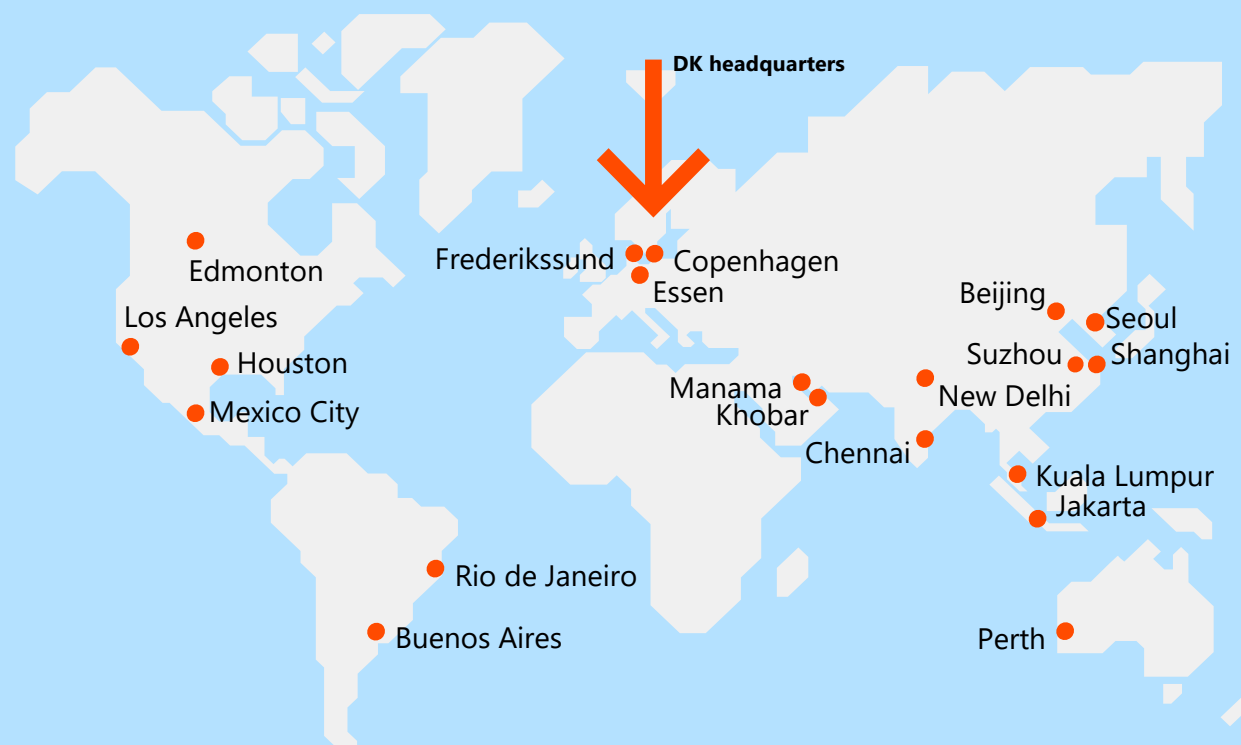 DK headquarters
Frederikssund
Copenhagen
Edmonton
Essen
Beijing
Los Angeles
Seoul
Suzhou
Shanghai
Houston
Manama
New Delhi
Mexico City
Khobar
Chennai
Kuala Lumpur
Jakarta
Rio de Janeiro
Buenos Aires
Perth